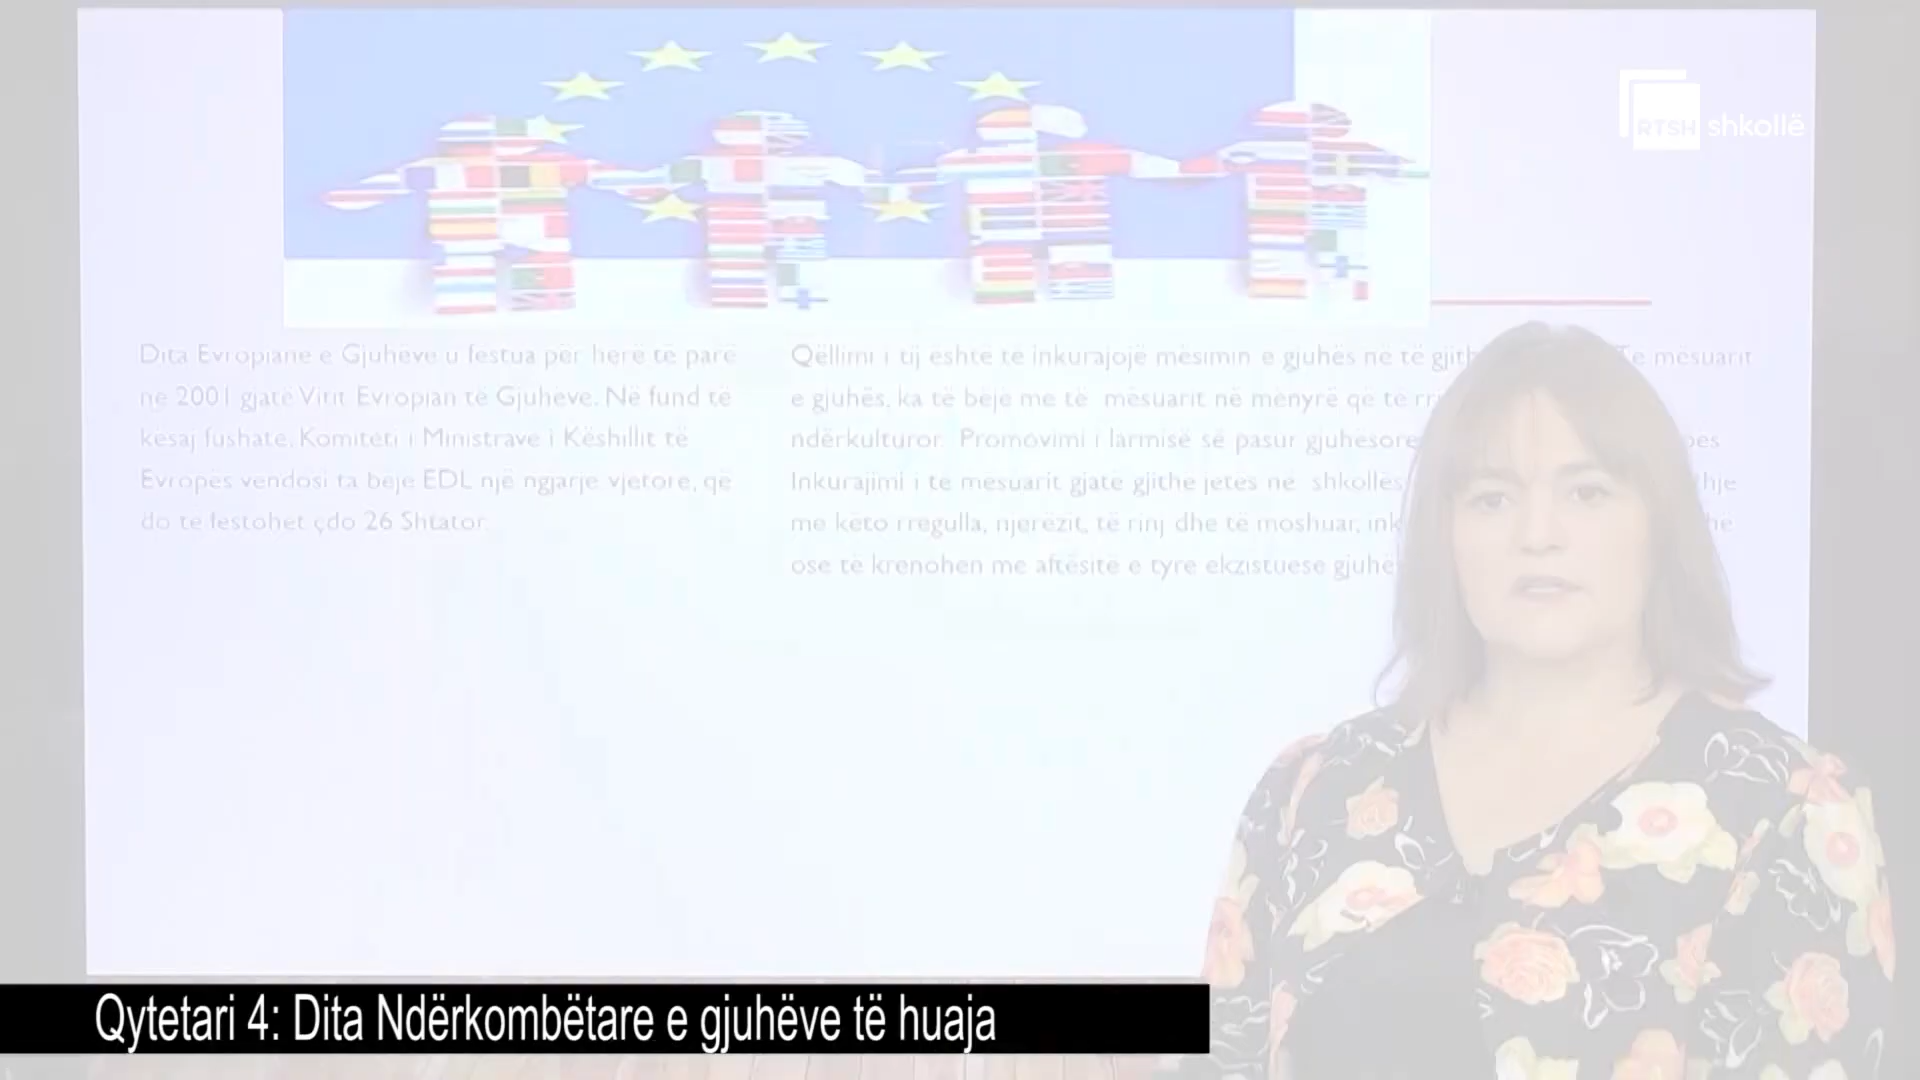 RTSH shkollë
Dita Evropiane e Gjuhëve u festua për herë të parë
në 2001 gjatë Vitit Evropian të Gjuhëve. Në fund të
kësaj fushate, Komiteti i Ministrave i Këshillit të
Evropës vendosi ta bëjë EDL një ngjarje vjetore, që
do të festohet çdo 26 Shtator.
Qëllimi i tij është të inkurajojë mësimin e gjuhës në të Te mësuarit
e gjuhës, ka të bëje me të mësuarit në mënyrë që të
ndërkulturor. Promovimi i larmisë së pasur gjuhësore
Inkurajimi i të mësuarit gjatë gjithë jetës në shkollës
me këto rregulla, njerëzit, të rinj dhe të moshuar,
ose të krenohen me aftësitë e tyre ekzistuese
Qytetari 4: Dita Ndërkombëtare e gjuhëve të huaja